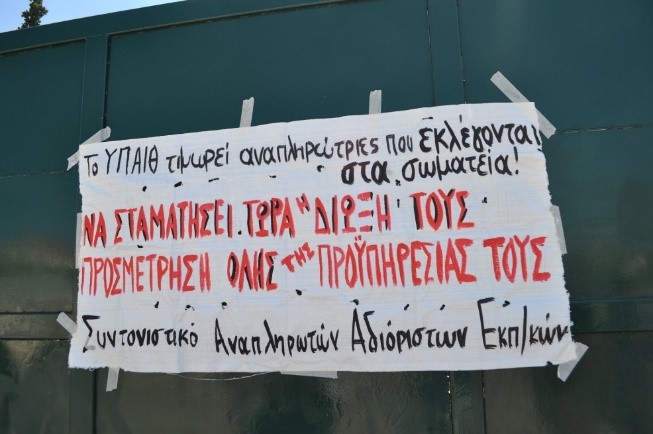 Το ΥΠΑΙΘ τιμωρεί αναπληρώτριες που εκλέγονται
στα σωματεία!
ΝΑ ΣΤΑΜΑΤΗΣΕΙ ΤΩΡΑ Η ΔΙΩΞΗ ΤΟΥΣ
ΠΡΟΣΜΕΤΡΗΣΗ ΟΛΗΣ ΤΗΣ ΠΡΟΫΠΗΡΕΣΙΑΣ ΤΟΥΣ
Συντονιστικό Αναπληρωτών Αδιόριστων Εκπ/κών